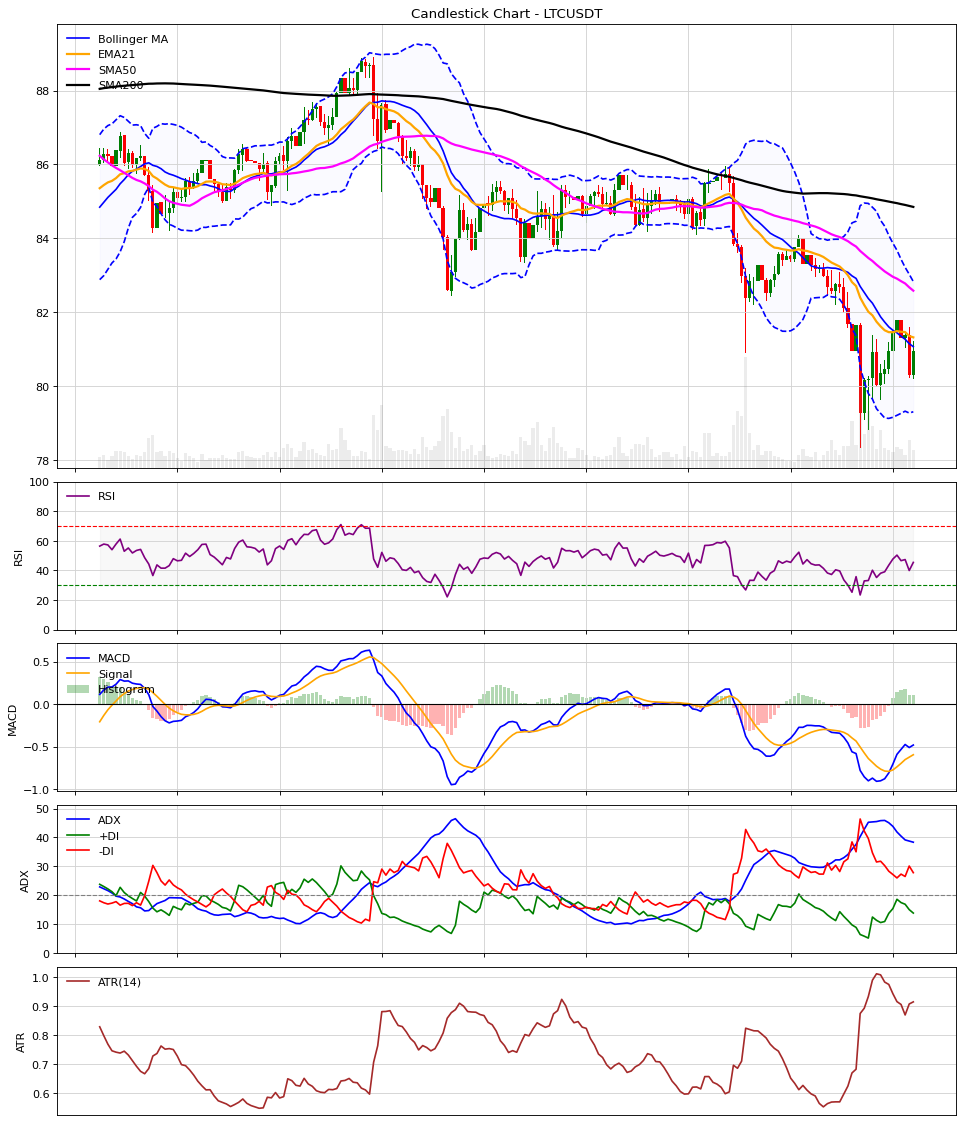 Candlestick Chart - LTCUSDT
Bollinger MA
EMA21
SMA50
SMA200
88
86
84
82
80
78
RSI
100
80
60
40
20
0
RSI
MACD
Signal
Histogram
0.5
0.0
−0.5
−1.0
MACD
ADX
+DI
-DI
50
40
30
20
10
0
ADX
ATR(14)
1.0
0.9
0.8
0.7
0.6
ATR